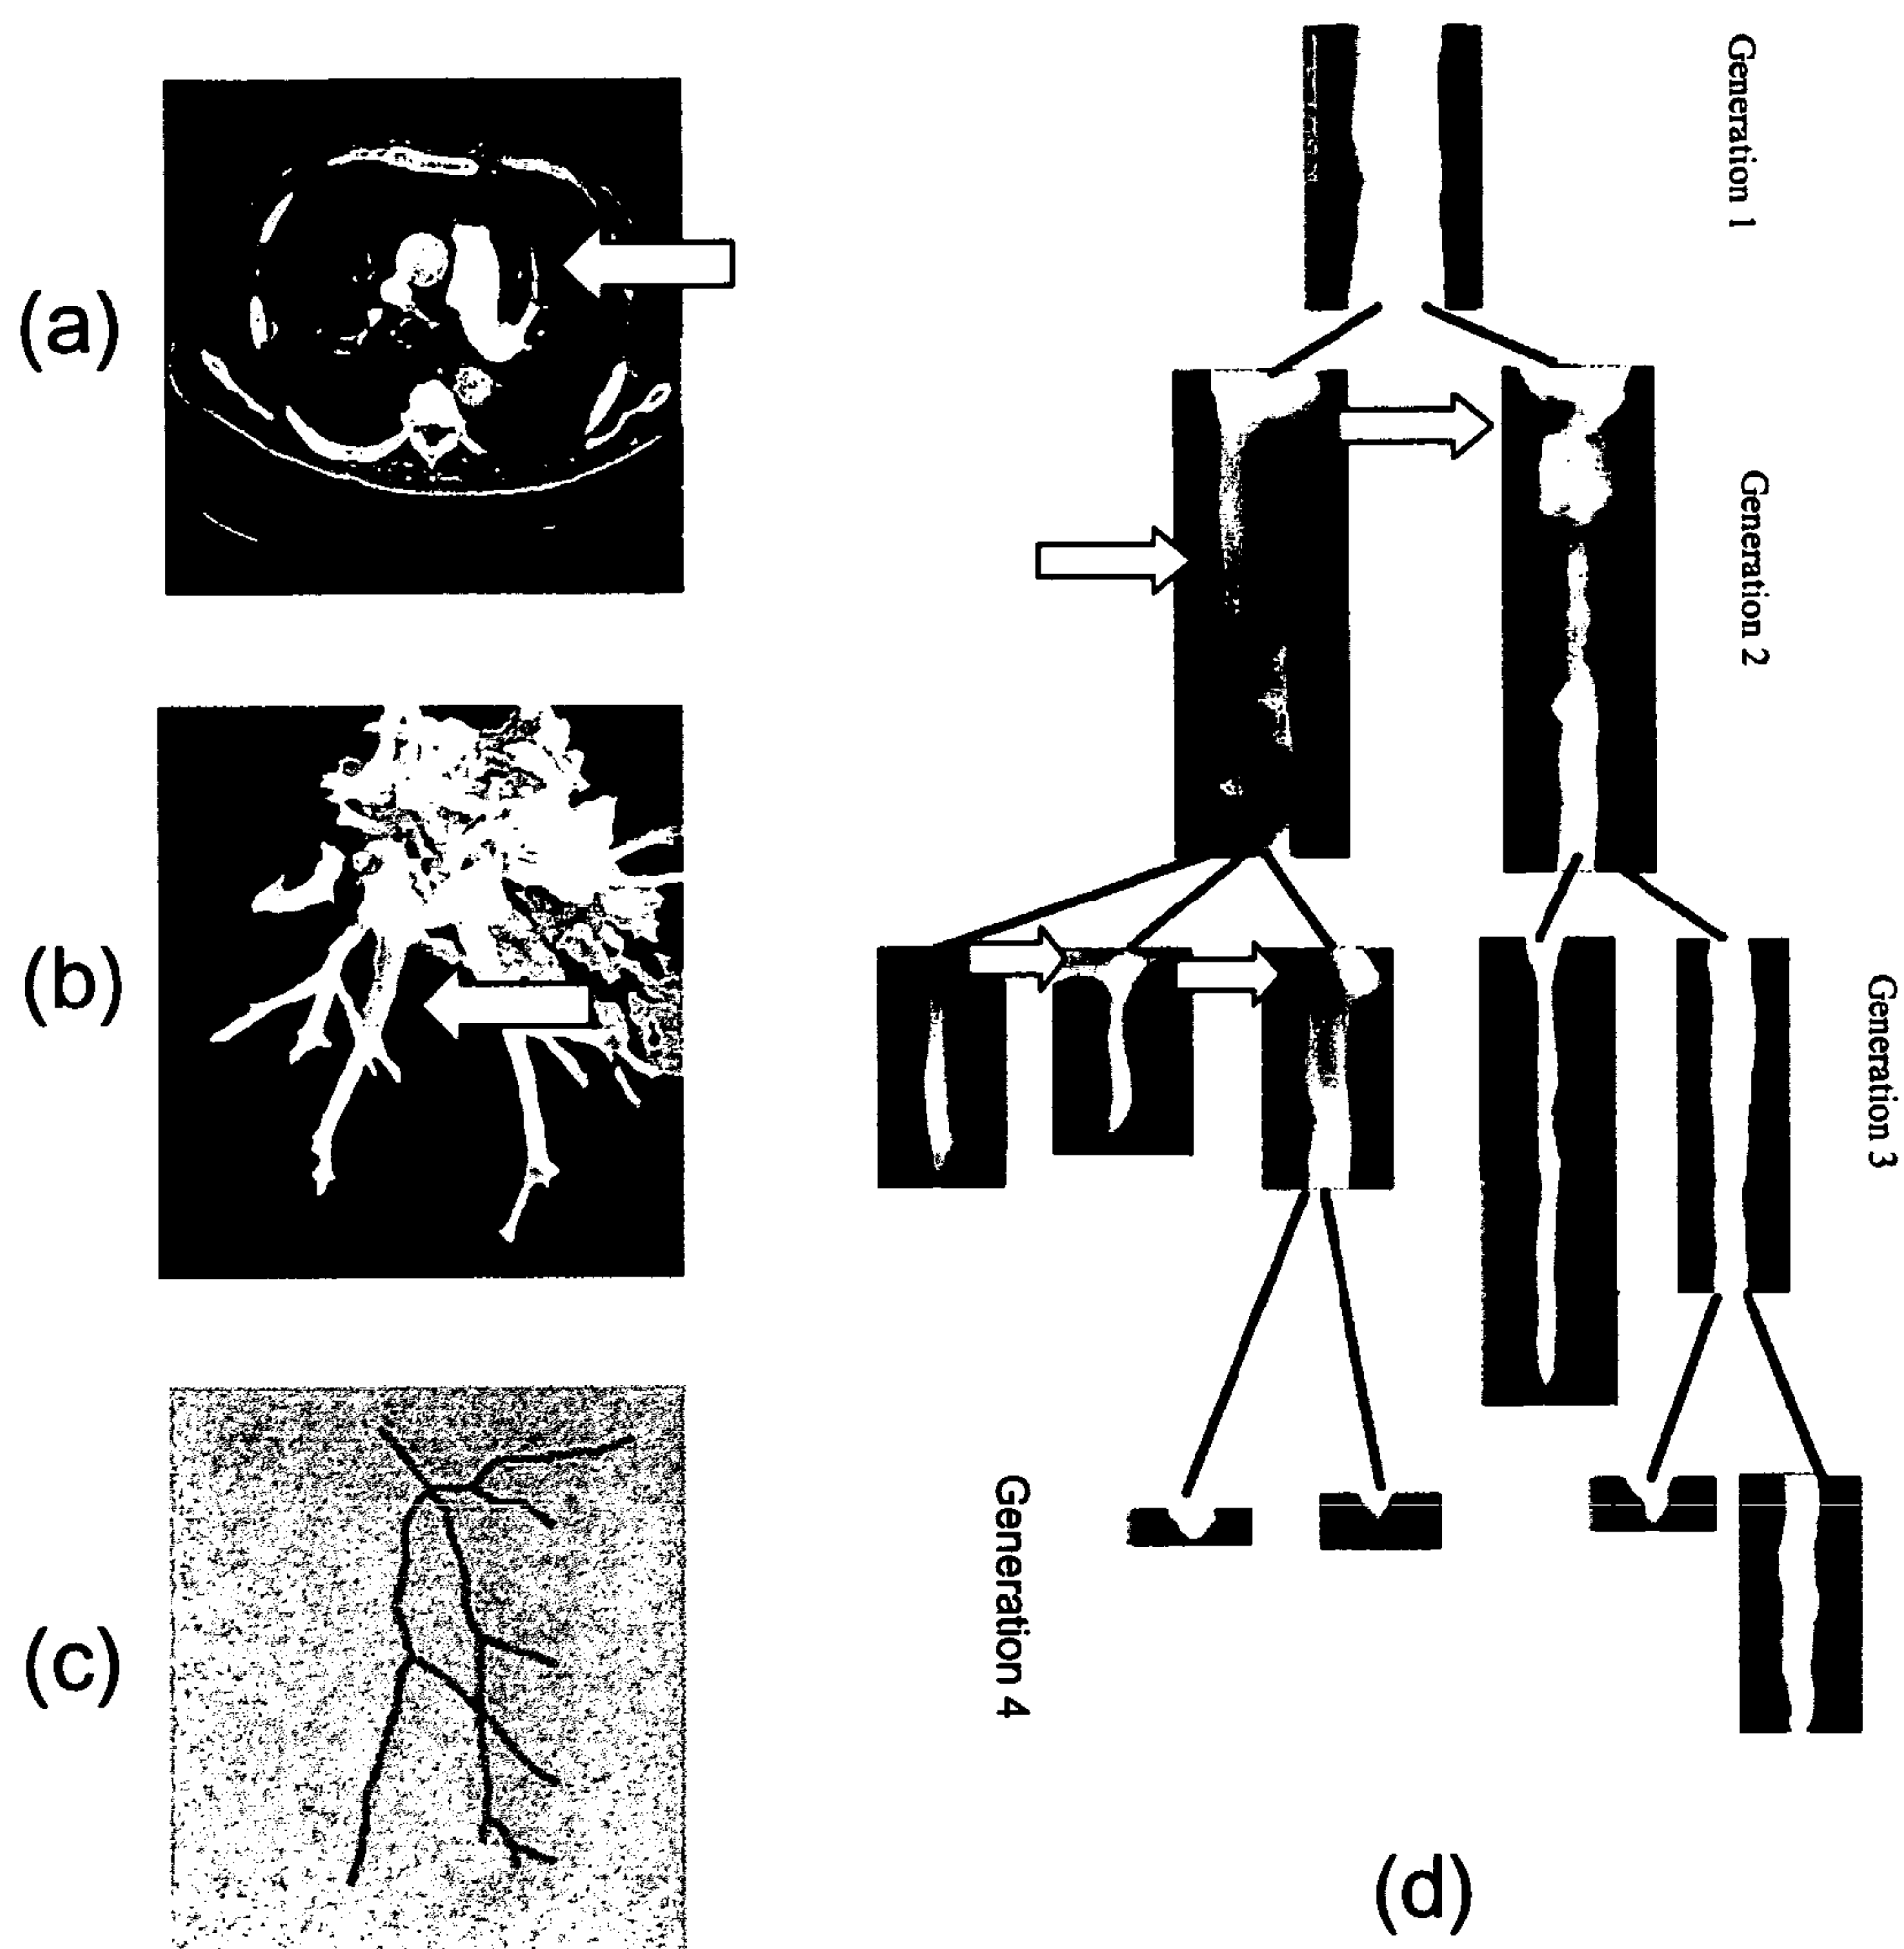 (a)
(b)
(c)
Generation 1
Generation 2
Generation 3
Generation 4
(d)